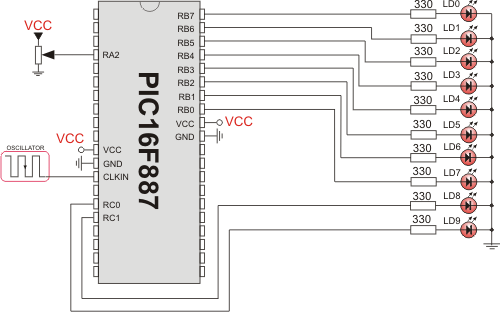 330 LD0
RB7
VCC RB6 330 LD1
RB5 330 LD2
RA2 RB4
RB3 330 LD3
RB2 330 LD4
RB1
RB0 330 LD5
PIC16F887
VCC VCC
GND
OSCILLATOR VCC VCC 330 LD6
GND
CLKIN 330 LD7
RC0 330 LD8
RC1 330 LD9